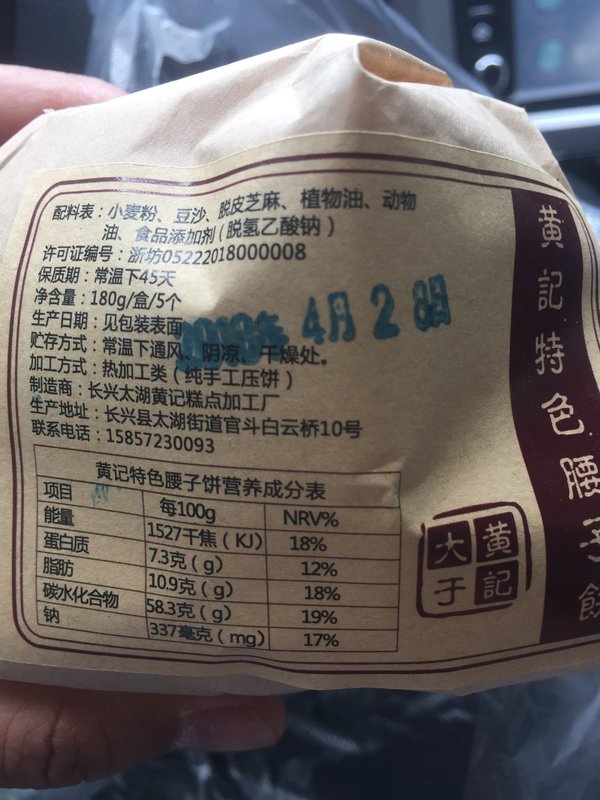 配料表：小麦粉、豆沙、脱皮芝麻、植物油、动物
油、食品添加剂（脱氢乙酸钠）
许可证编号：浙坊05222018000008
保质期：常温下45天
净含量：180g/盒/5个
生产日期：见包装表面
4月28日
贮存方式：常温下通风、阴凉、干燥处。
加工方式：热加工类（纯手工压饼）
制造商：长兴太湖黄记糕点加工厂
生产地址：长兴县太湖街道官斗白云桥10号
联系电话：15857230093
黄记特色腰子饼营养成分表
项目 每100g NRV%
能量 1527千焦（KJ） 18%
蛋白质 7.3克（g） 12%
脂肪 10.9克（g） 18%
碳水化合物 58.3克（g） 19%
钠 337毫克（mg） 17%
黄記特色腰子餅
黄記
大于